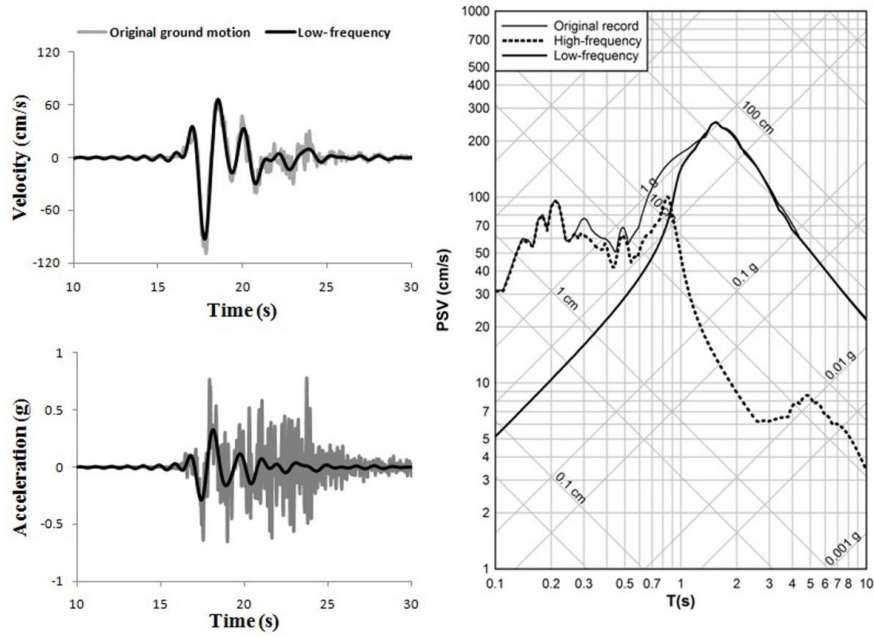 Original ground motion Low- frequency
120
60
0
-60
-120
10 15 20 25 30
Velocity (cm/s)
Time (s)
1
0.5
0
-0.5
-1
10 15 20 25 30
Acceleration (g)
Time (s)
Original record
High-frequency
Low-frequency
1000
700
500
400
300
200
100
70
50
40
30
20
10
7
5
4
3
2
1
PSV (cm/s)
100 cm
1 g
10 cm
0.1 g
1 cm
0.01 g
0.1 cm
0.001 g
0.1 0.2 0.3 0.5 0.7 1 2 3 4 5 6 7 8 10
T(s)